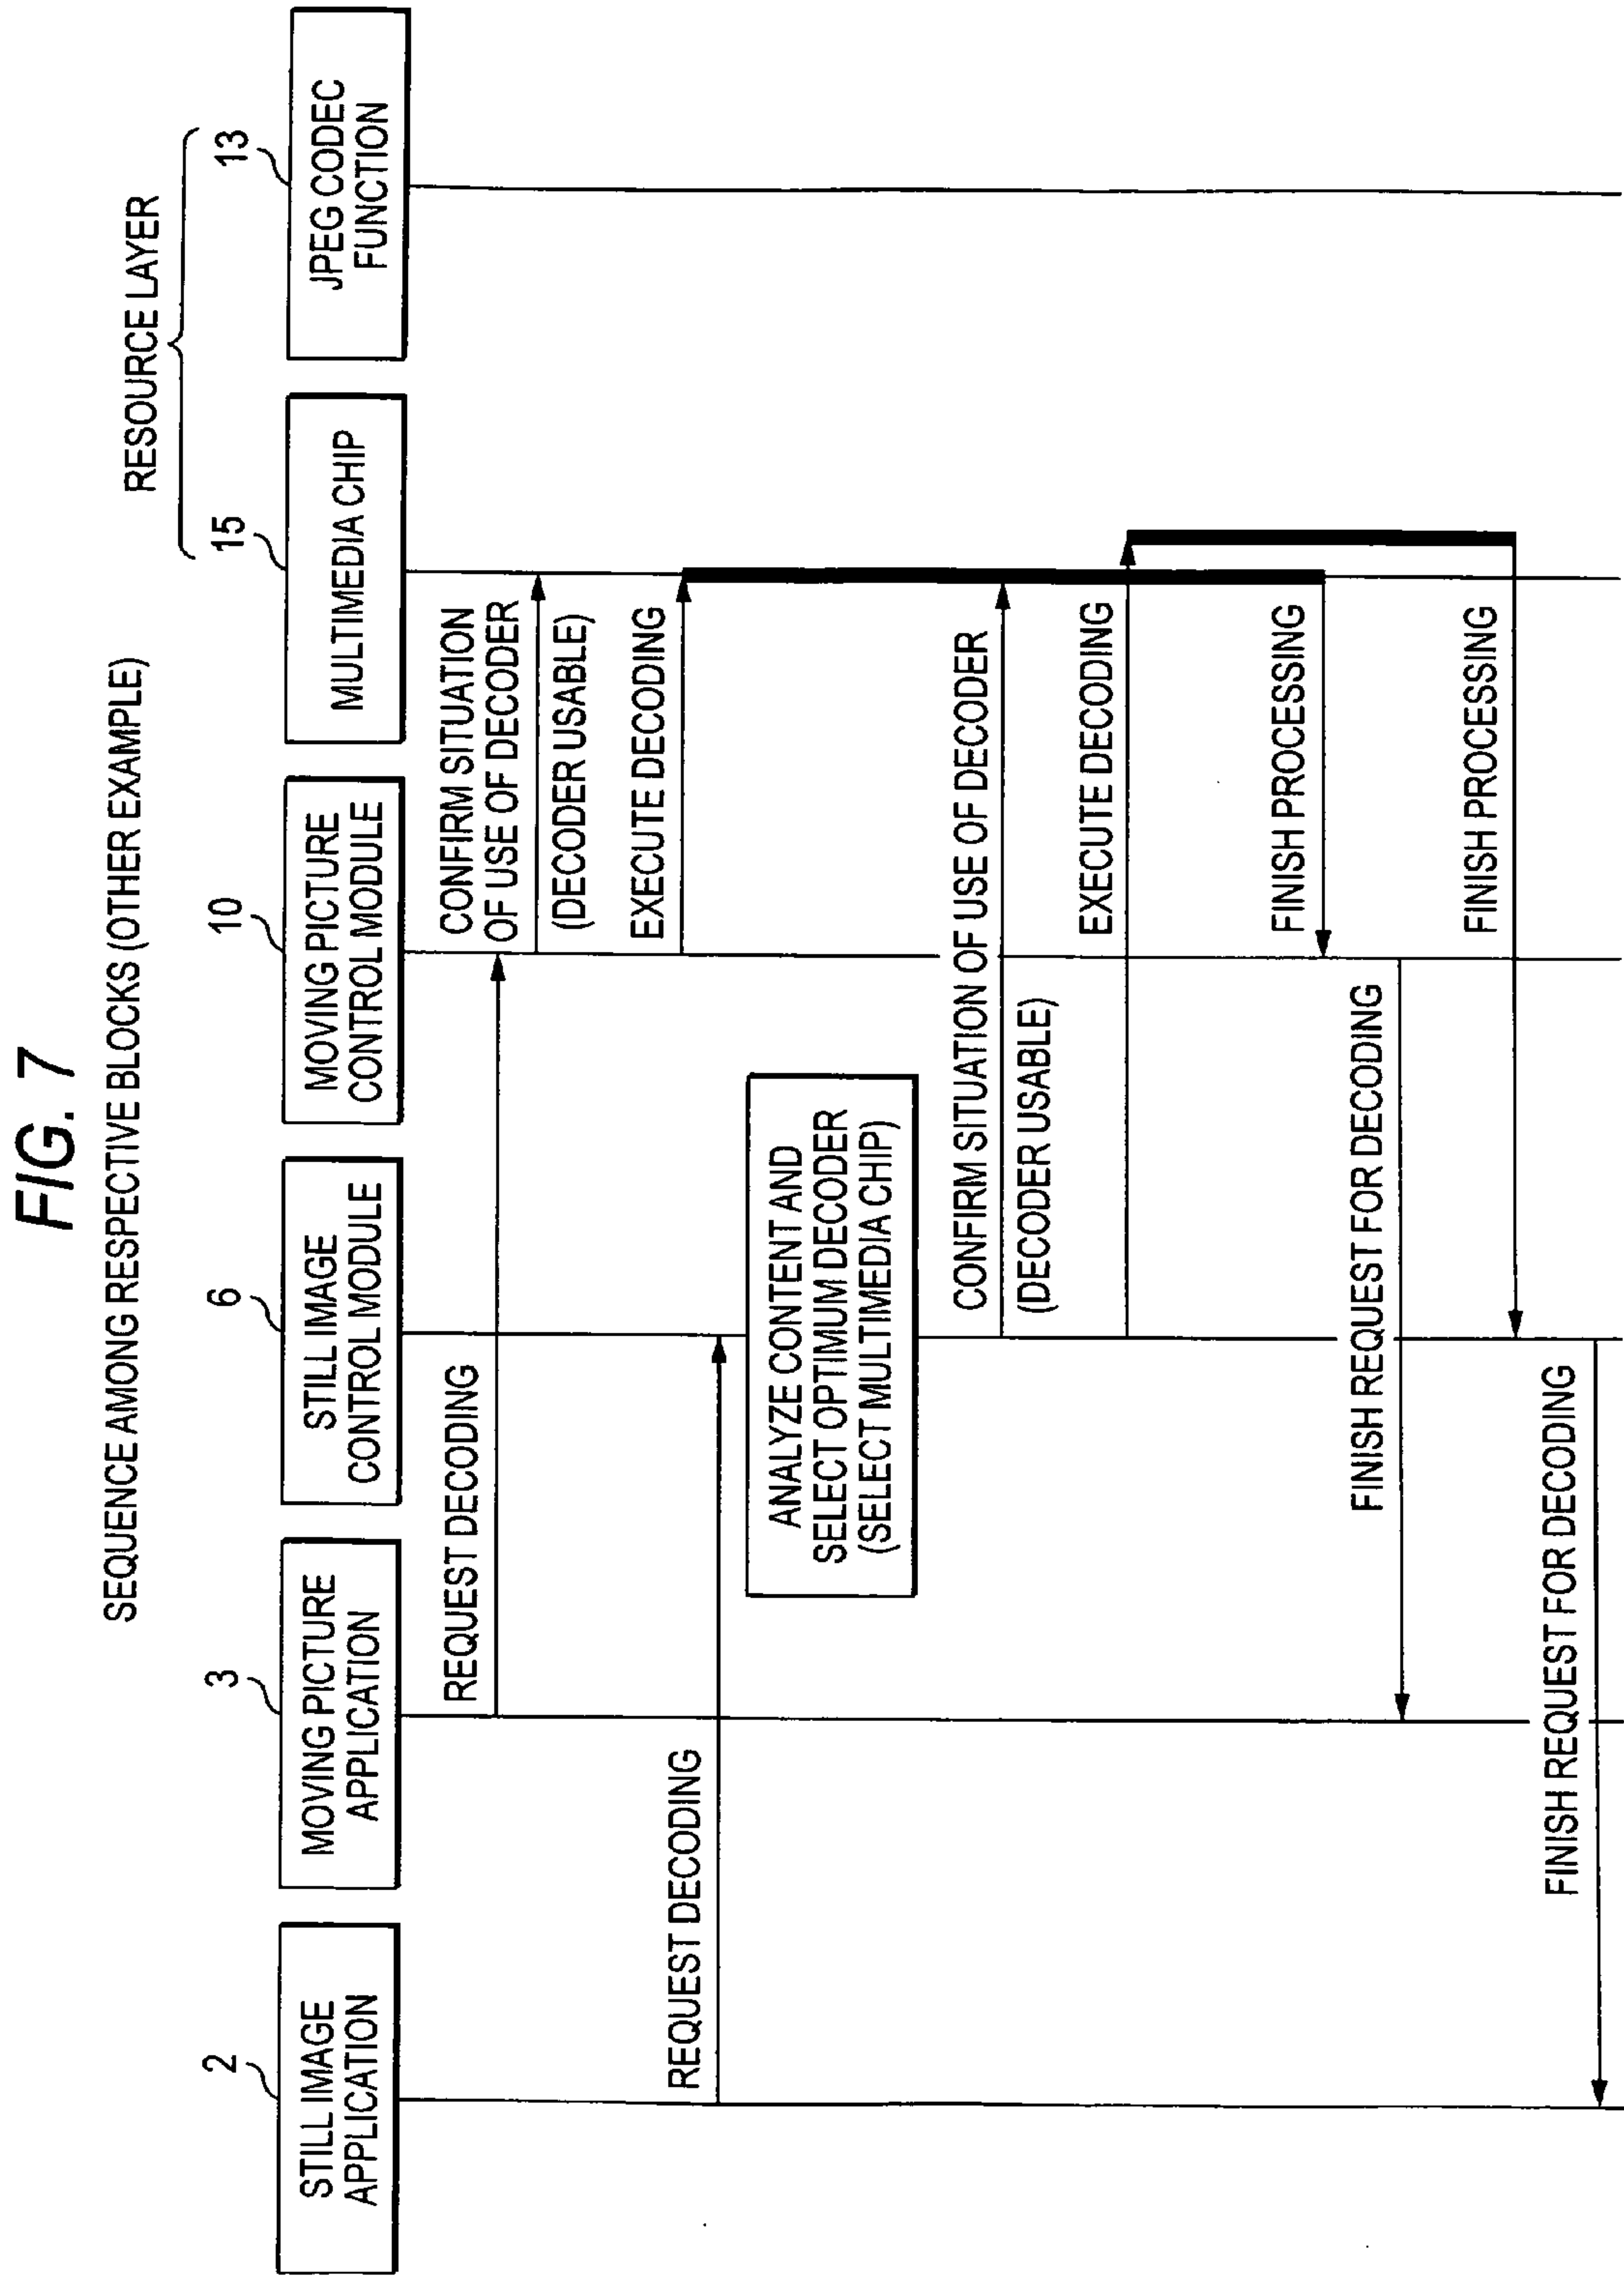 FIG. 7
SEQUENCE AMONG RESPECTIVE BLOCKS (OTHER EXAMPLE)
RESOURCE LAYER
2
3
6
10
15
13
STILL IMAGE
APPLICATION
MOVING PICTURE
APPLICATION
STILL IMAGE
CONTROL MODULE
MOVING PICTURE
CONTROL MODULE
MULTIMEDIA CHIP
JPEG CODEC
FUNCTION
REQUEST DECODING
CONFIRM SITUATION
OF USE OF DECODER
(DECODER USABLE)
EXECUTE DECODING
REQUEST DECODING
ANALYZE CONTENT AND
SELECT OPTIMUM DECODER
(SELECT MULTIMEDIA CHIP)
CONFIRM SITUATION OF USE OF DECODER
(DECODER USABLE)
EXECUTE DECODING
FINISH PROCESSING
FINISH REQUEST FOR DECODING
FINISH PROCESSING
FINISH REQUEST FOR DECODING